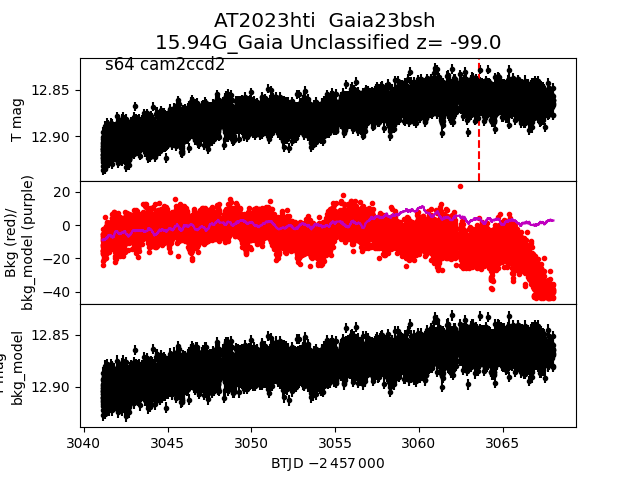 AT2023hti  Gaia23bsh
15.94G_Gaia Unclassified z= -99.0
s64 cam2ccd2
T mag
12.85
12.90
Bkg (red)/
bkg_model (purple)
20
0
−20
−40
bkg_model
12.85
12.90
3040 3045 3050 3055 3060 3065
BTJD −2 457 000